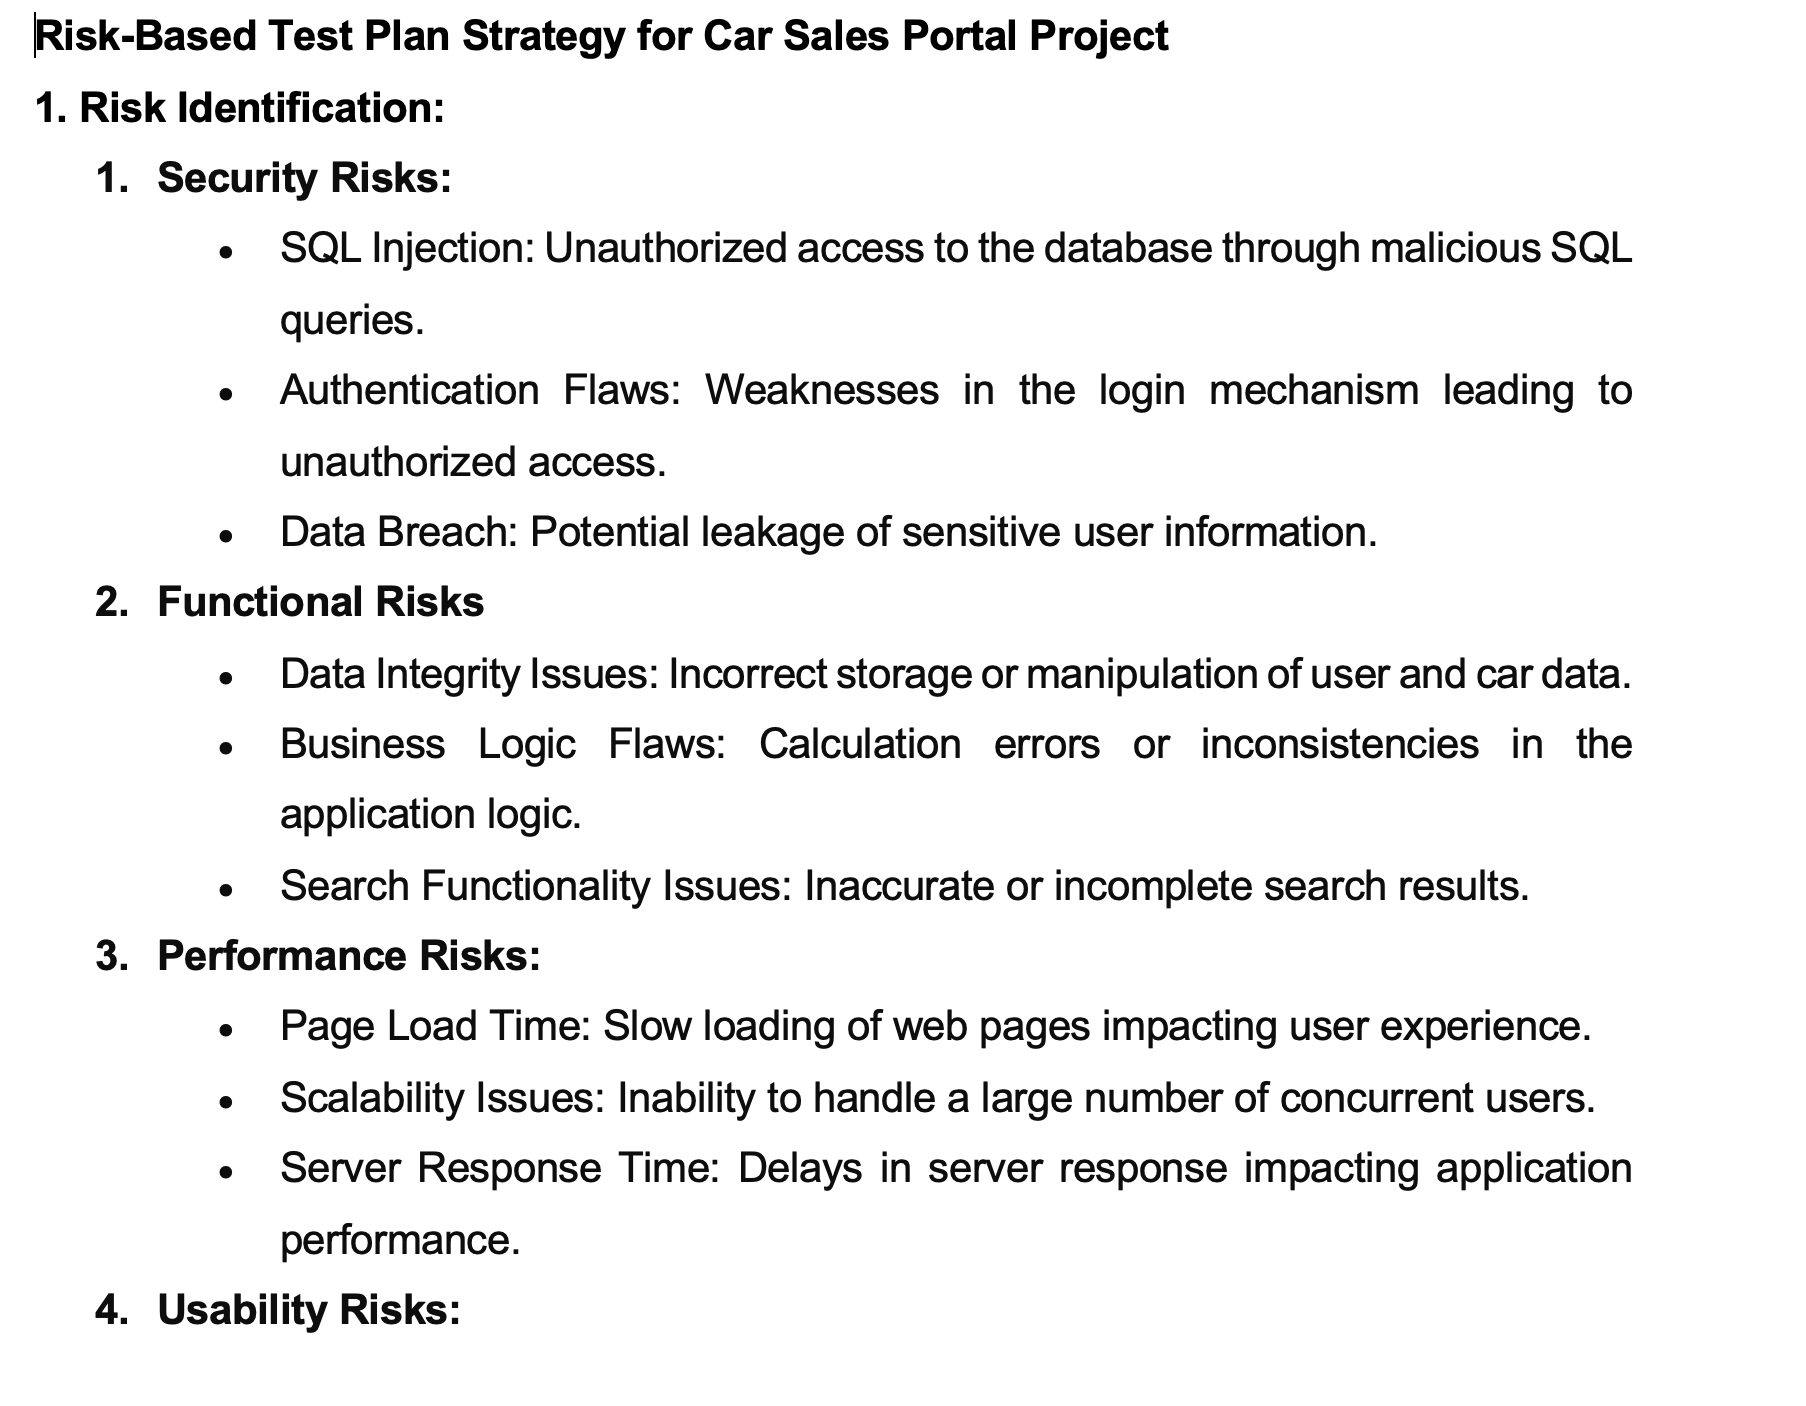 Risk-Based Test Plan Strategy for Car Sales Portal Project
1. Risk Identification:
1. Security Risks:
• SQL Injection: Unauthorized access to the database through malicious SQL
queries.
• Authentication Flaws: Weaknesses in the login mechanism leading to
unauthorized access.
• Data Breach: Potential leakage of sensitive user information.
2. Functional Risks
• Data Integrity Issues: Incorrect storage or manipulation of user and car data.
• Business Logic Flaws: Calculation errors or inconsistencies in the
application logic.
• Search Functionality Issues: Inaccurate or incomplete search results.
3. Performance Risks:
• Page Load Time: Slow loading of web pages impacting user experience.
• Scalability Issues: Inability to handle a large number of concurrent users.
• Server Response Time: Delays in server response impacting application
performance.
4. Usability Risks: